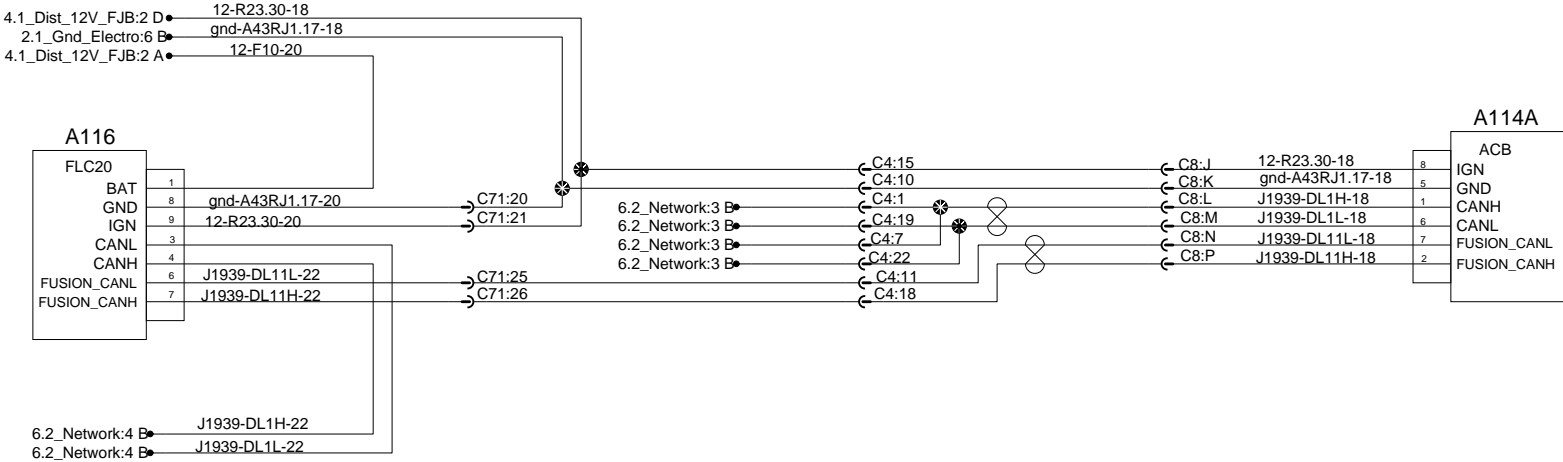 4.1_Dist_12V_FJB:2 D 12-R23.30-18
2.1_Gnd_Electro:6 B gnd-A43RJ1.17-18
4.1_Dist_12V_FJB:2 A 12-F10-20
A116
FLC20
BAT 1
GND 8 gnd-A43RJ1.17-20 C71:20
IGN 9 12-R23.30-20 C71:21
CANL 3
CANH 4
FUSION_CANL 6 J1939-DL11L-22 C71:25
FUSION_CANH 7 J1939-DL11H-22 C71:26
6.2_Network:4 B J1939-DL1H-22
6.2_Network:4 B J1939-DL1L-22
C4:15
C4:10
6.2_Network:3 B C4:1
6.2_Network:3 B C4:19
6.2_Network:3 B C4:7
6.2_Network:3 B C4:22
C4:11
C4:18
A114A
ACB
C8:J 12-R23.30-18 8 IGN
C8:K gnd-A43RJ1.17-18 5 GND
C8:L J1939-DL1H-18 1 CANH
C8:M J1939-DL1L-18 6 CANL
C8:N J1939-DL11L-18 7 FUSION_CANL
C8:P J1939-DL11H-18 2 FUSION_CANH